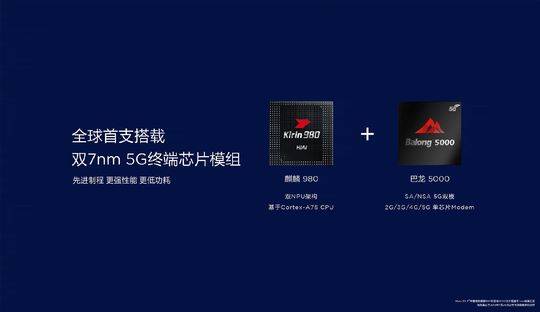 全球首支搭载
双7nm 5G终端芯片模组
先进制程 更强性能 更低功耗
Kirin 980
HiAI
麒麟 980
双NPU架构
基于Cortex-A76 CPU
+
5G
Balong 5000
巴龙 5000
SA/NSA 5G双模
2G/3G/4G/5G 单芯片Modem